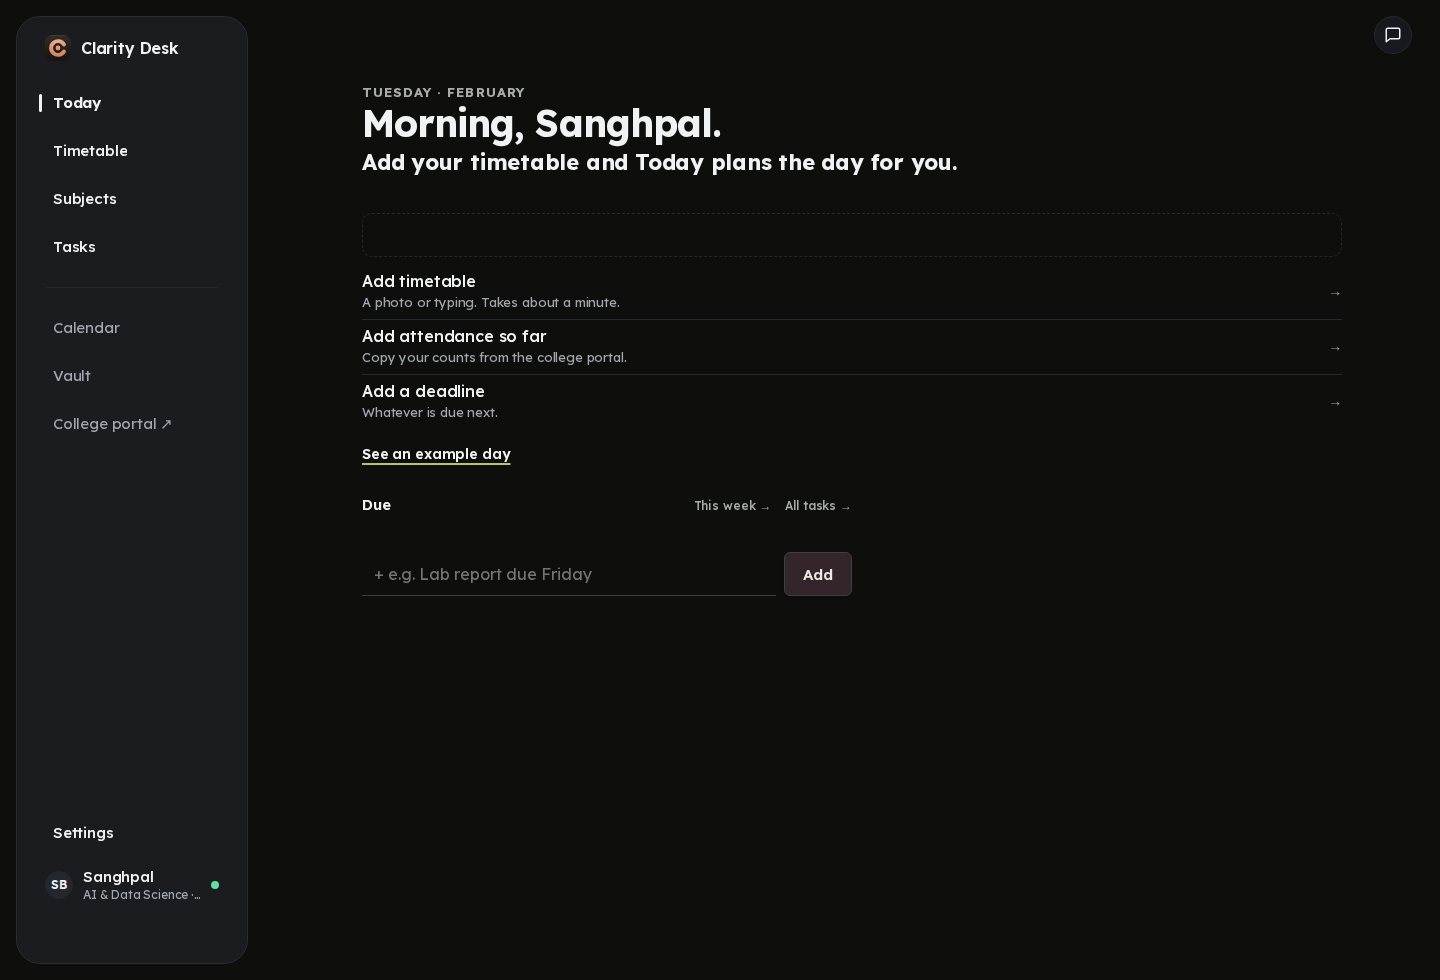 Clarity Desk
Today
Timetable
Subjects
Tasks
Calendar
Vault
College portal ↗
Settings
SB
Sanghpal
AI & Data Science ·…
TUESDAY · FEBRUARY
Morning, Sanghpal.
Add your timetable and Today plans the day for you.
Add timetable
A photo or typing. Takes about a minute.
→
Add attendance so far
Copy your counts from the college portal.
→
Add a deadline
Whatever is due next.
→
See an example day
Due
This week →
All tasks →
+ e.g. Lab report due Friday
Add